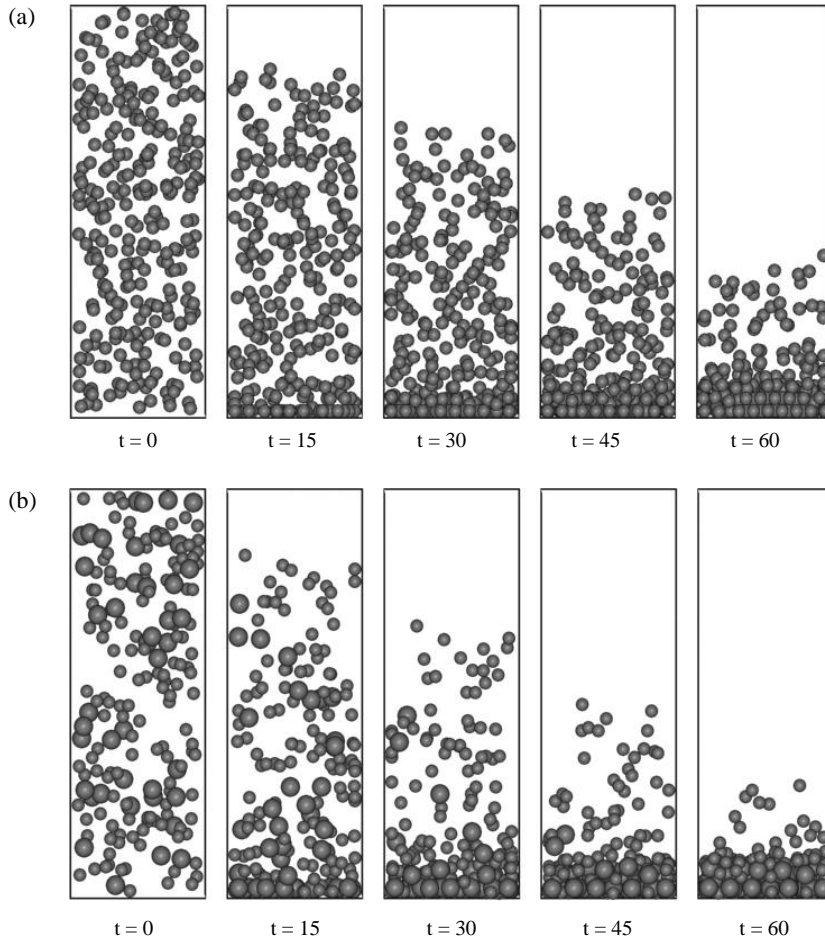 (a)
t = 0 t = 15 t = 30 t = 45 t = 60
(b)
t = 0 t = 15 t = 30 t = 45 t = 60